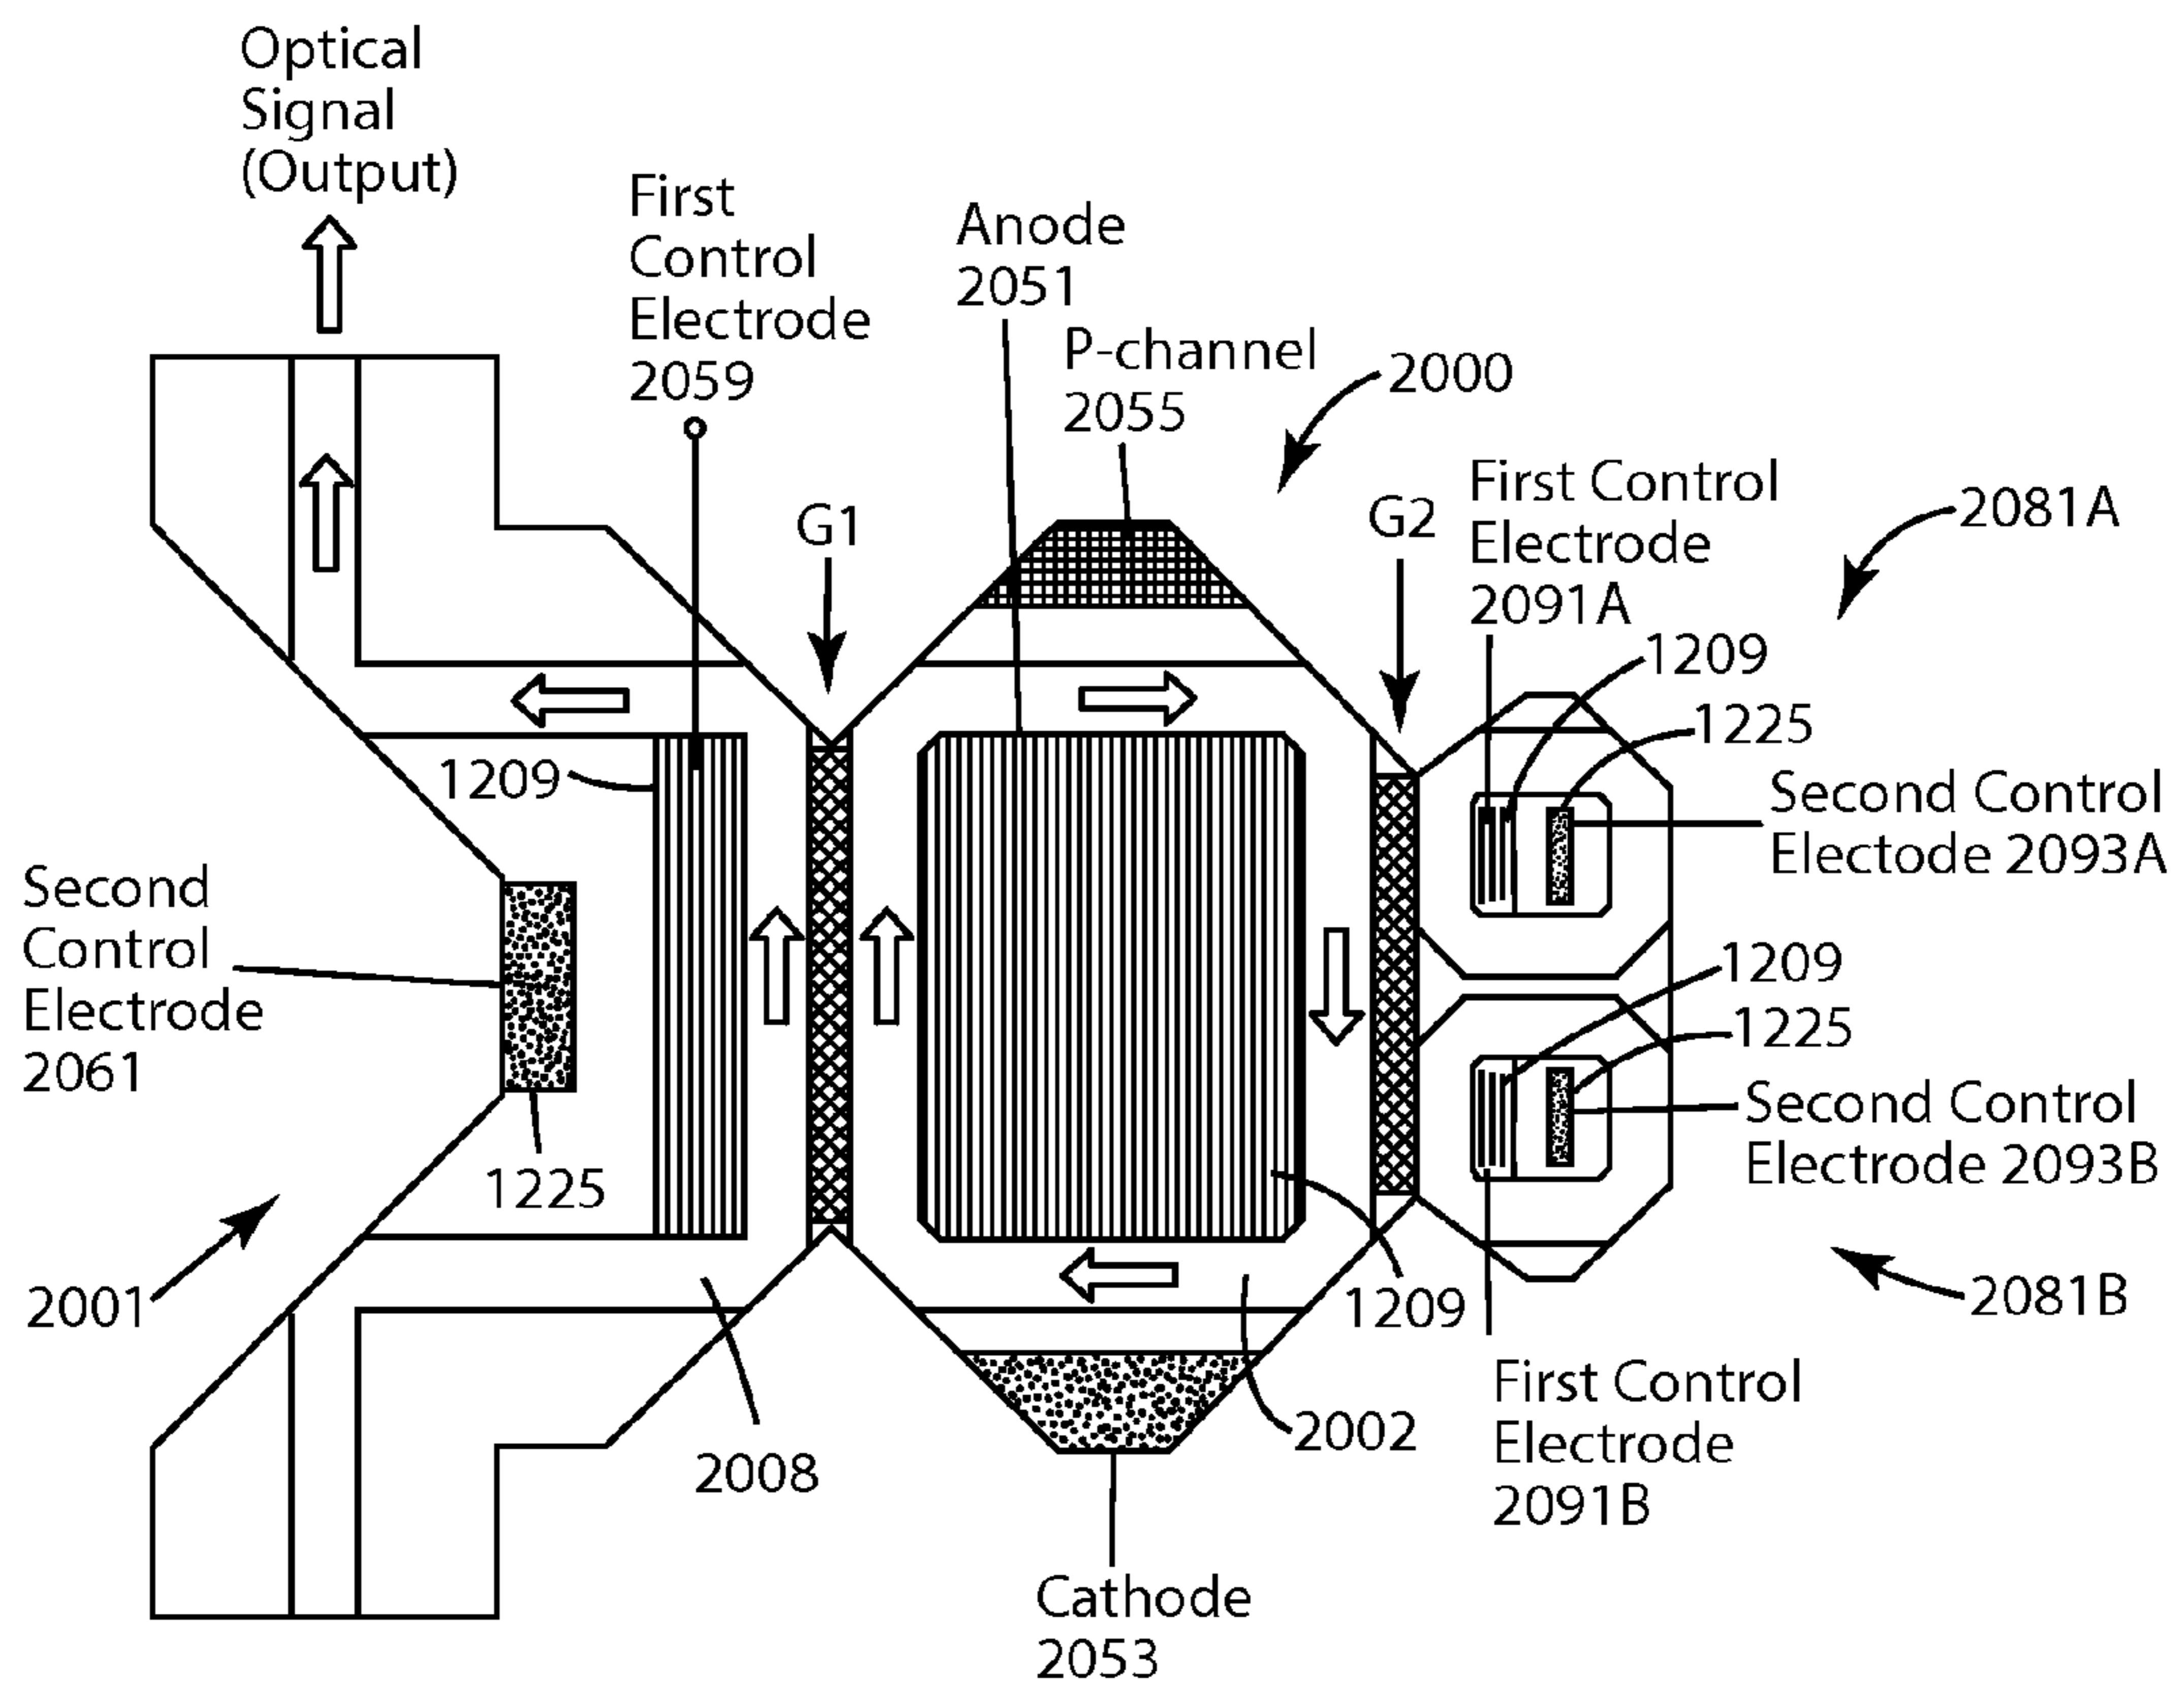 Optical
Signal
(Output)
First
Control
Electrode
2059
Anode
2051
P-channel
2055
2000
G1
G2
First Control
Electrode
2091A
2081A
1209
1225
1209
Second Control
Electode 2093A
Second
Control
Electrode
2061
1209
1225
Second Control
Electrode 2093B
1225
2001
1209
2081B
2008
2002
First Control
Electrode
2091B
Cathode
2053